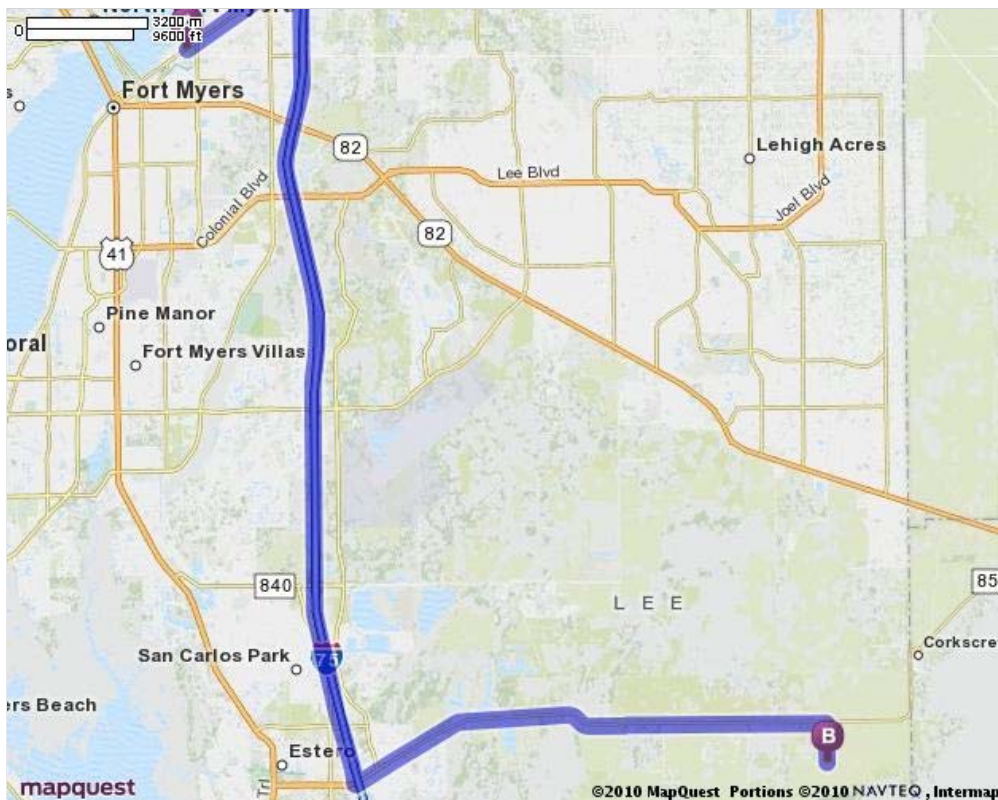 0
3200 m
9600 ft
Fort Myers
82
Lehigh Acres
Lee Blvd
Joel Blvd
Colonial Blvd
82
41
Pine Manor
oral
Fort Myers Villas
840
85
LEE
San Carlos Park
75
Corkscre
ers Beach
B
Estero
Trl
mapquest
©2010 MapQuest Portions ©2010 NAVTEQ, Intermap